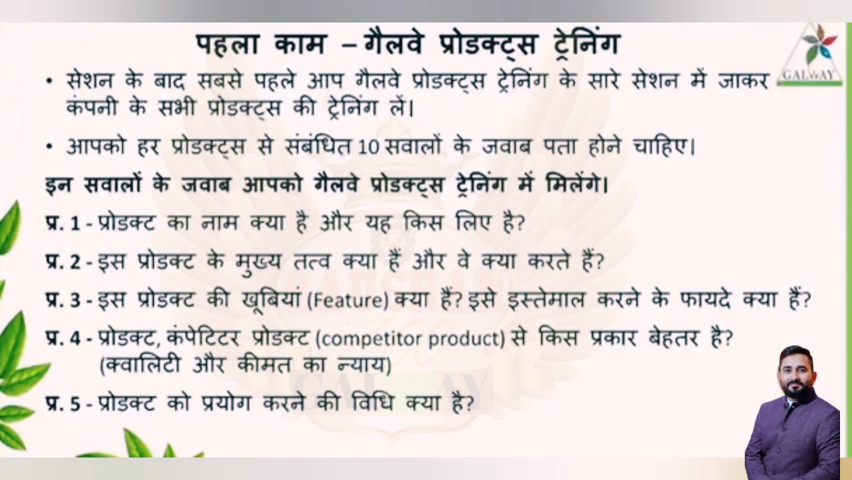 पहला काम – गैलवे प्रोडक्ट्स ट्रेनिंग
GALWAY
• सेशन के बाद सबसे पहले आप गैलवे प्रोडक्ट्स ट्रेनिंग के सारे सेशन में जाकर
कंपनी के सभी प्रोडक्ट्स की ट्रेनिंग लें।
• आपको हर प्रोडक्ट्स से संबंधित 10 सवालों के जवाब पता होने चाहिए।
इन सवालों के जवाब आपको गैलवे प्रोडक्ट्स ट्रेनिंग में मिलेंगे।
प्र. 1 - प्रोडक्ट का नाम क्या है और यह किस लिए है?
प्र. 2 - इस प्रोडक्ट के मुख्य तत्व क्या हैं और वे क्या करते हैं?
प्र. 3 - इस प्रोडक्ट की खूबियां (Feature) क्या हैं? इसे इस्तेमाल करने के फायदे क्या हैं?
प्र. 4 - प्रोडक्ट, कंपेटिटर प्रोडक्ट (competitor product) से किस प्रकार बेहतर है?
(क्वालिटी और कीमत का न्याय)
GALWAY
प्र. 5 - प्रोडक्ट को प्रयोग करने की विधि क्या है?